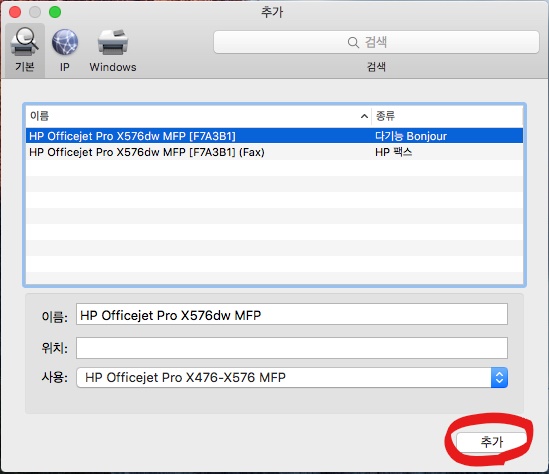 추가
기본
IP
Windows
검색
검색
이름 종류
HP Officejet Pro X576dw MFP [F7A3B1] 다기능 Bonjour
HP Officejet Pro X576dw MFP [F7A3B1] (Fax) HP 팩스
이름: HP Officejet Pro X576dw MFP
위치:
사용: HP Officejet Pro X476-X576 MFP
추가